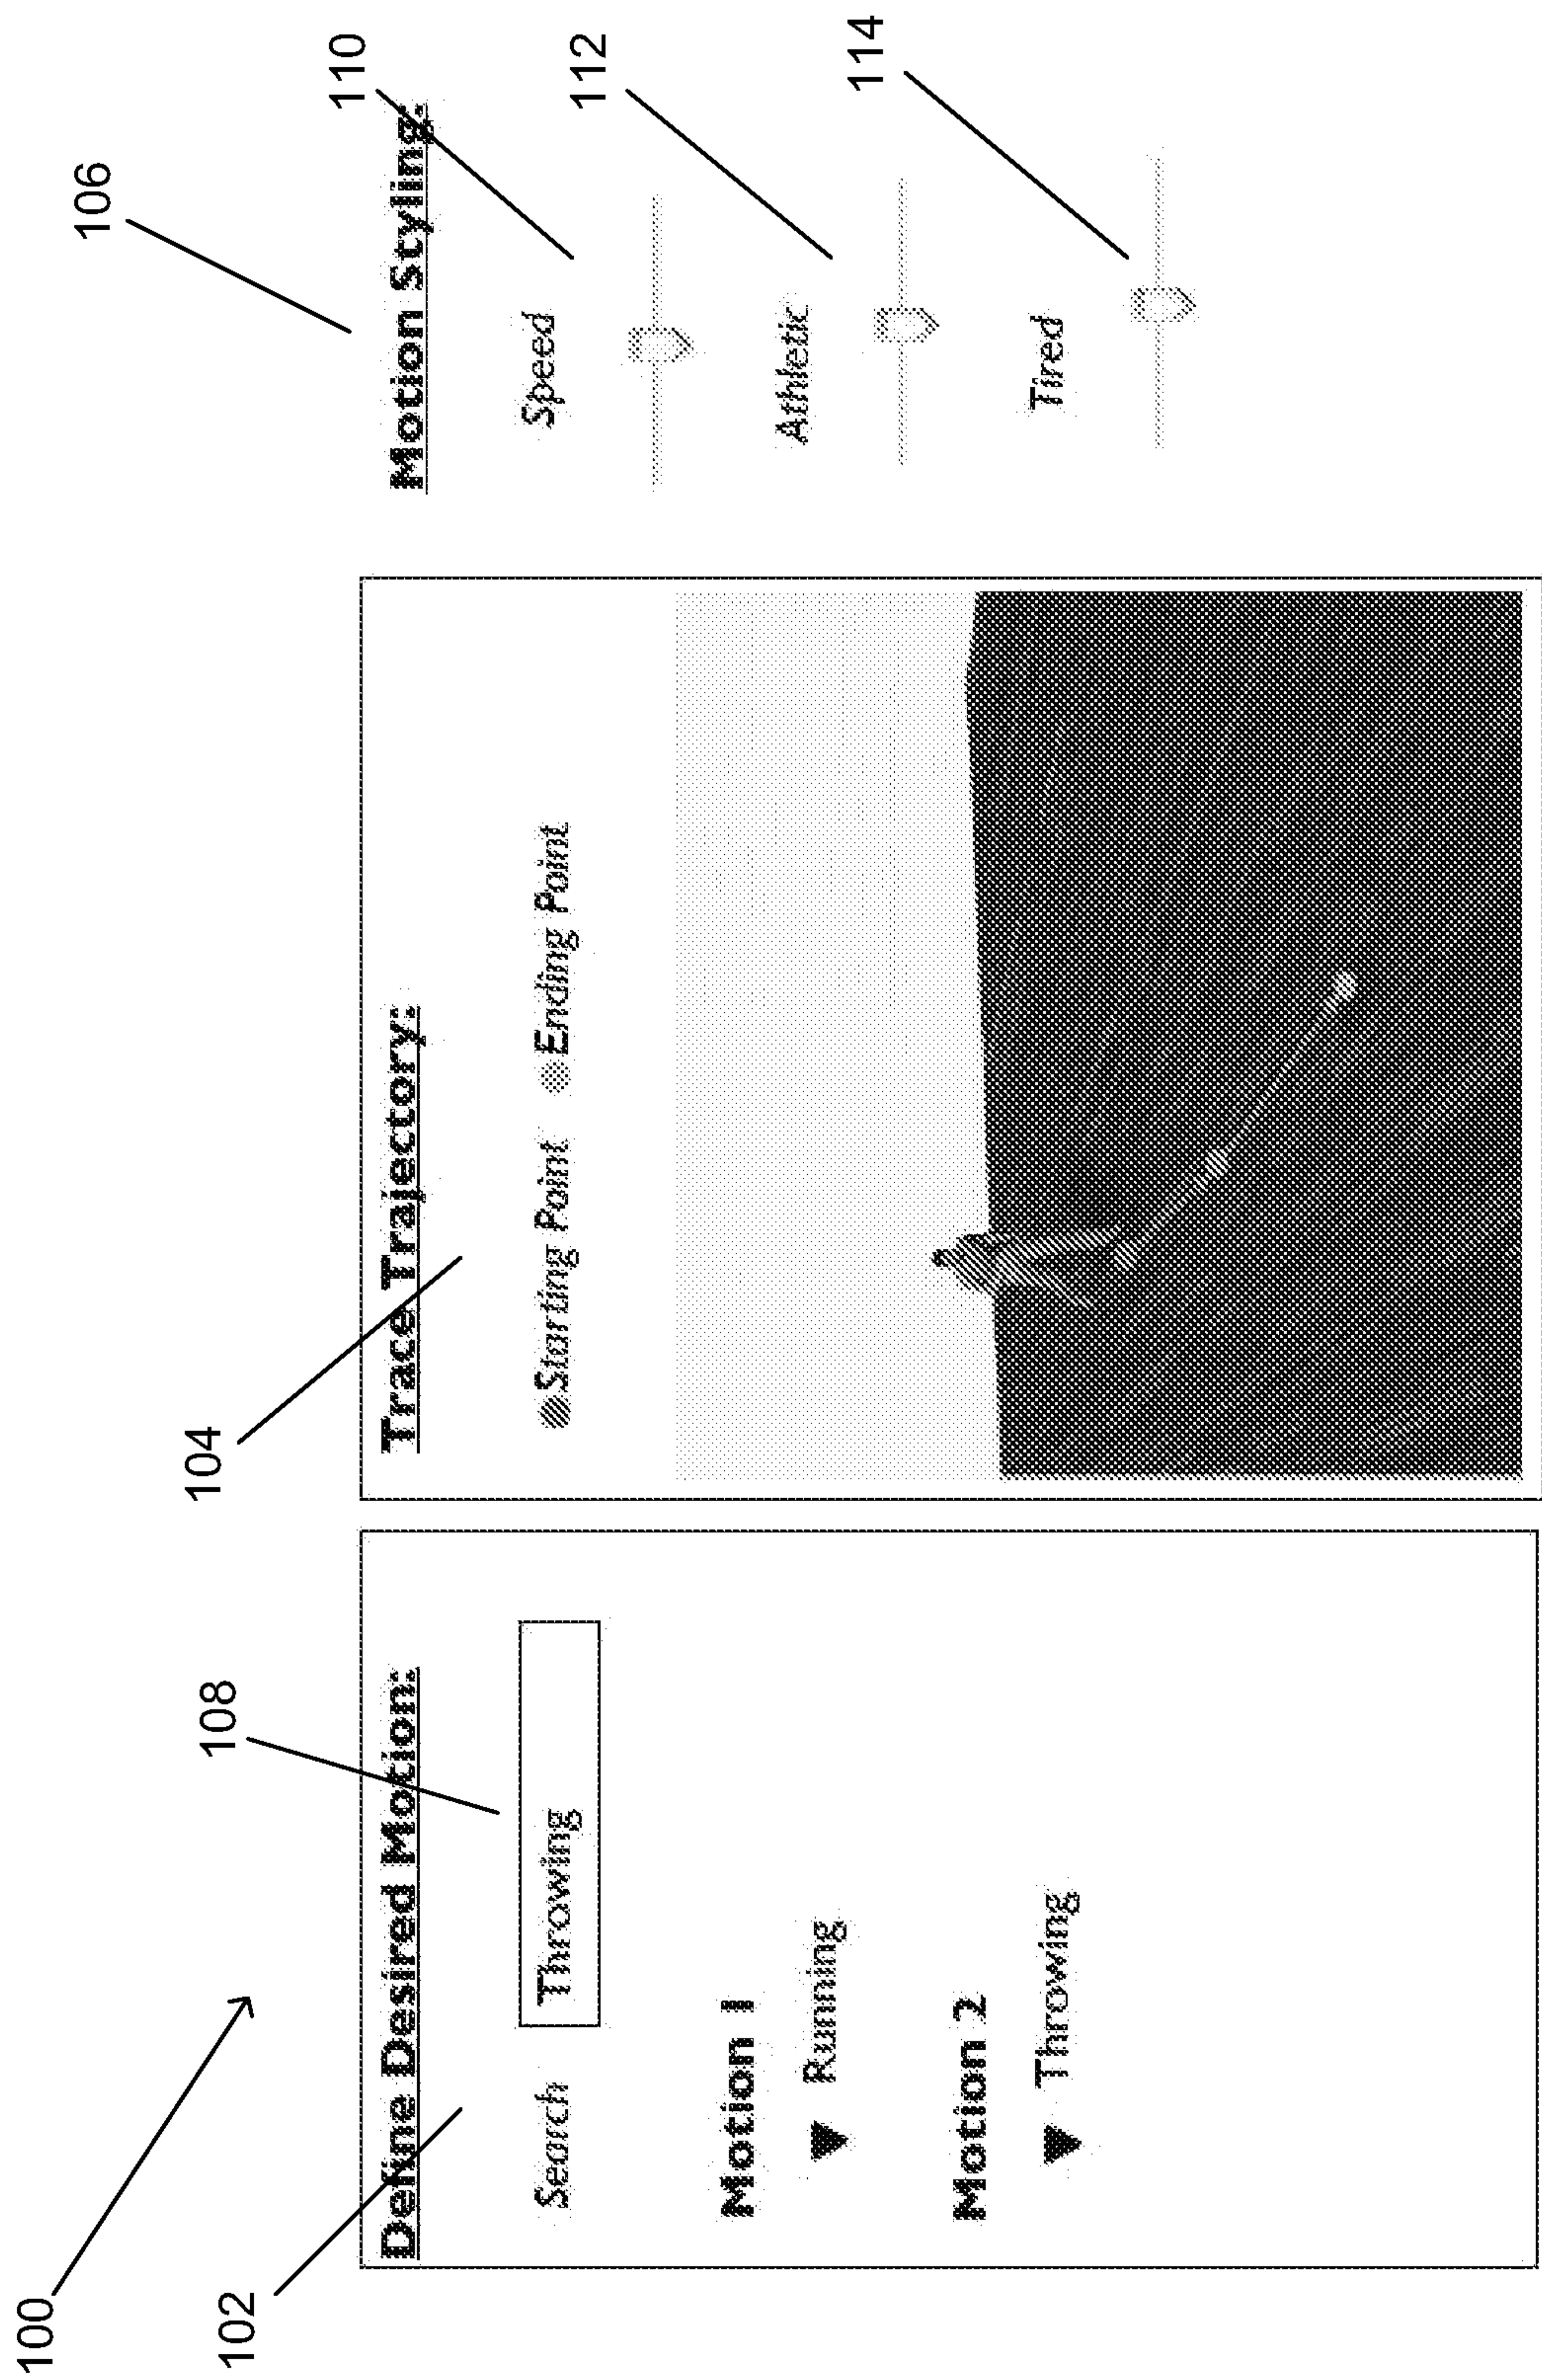 100
102
Define Desired Motion:
108
Search
Throwing
Motion 1
Running
Motion 2
Throwing
104
Trace Trajectory:
Starting Point
Ending Point
106
Motion Styling:
110
Speed
112
Athletic
114
Tired